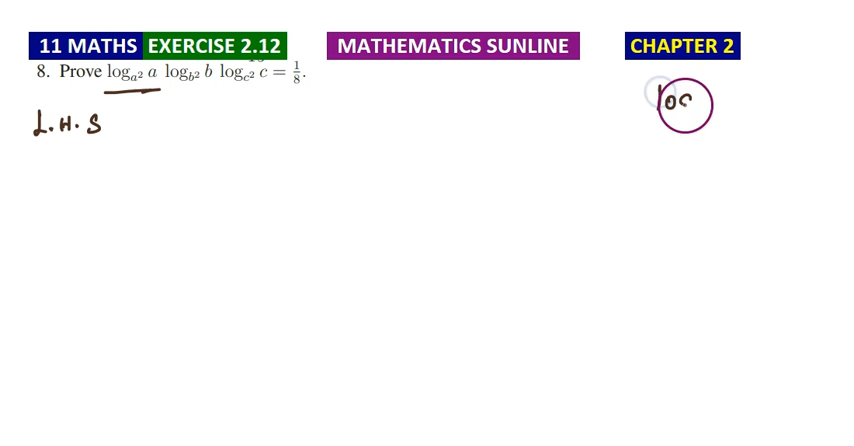 11 MATHS EXERCISE 2.12 MATHEMATICS SUNLINE CHAPTER 2
8. Prove log_{a²} a log_{b²} b log_{c²} c = 1/8.
L.H.S